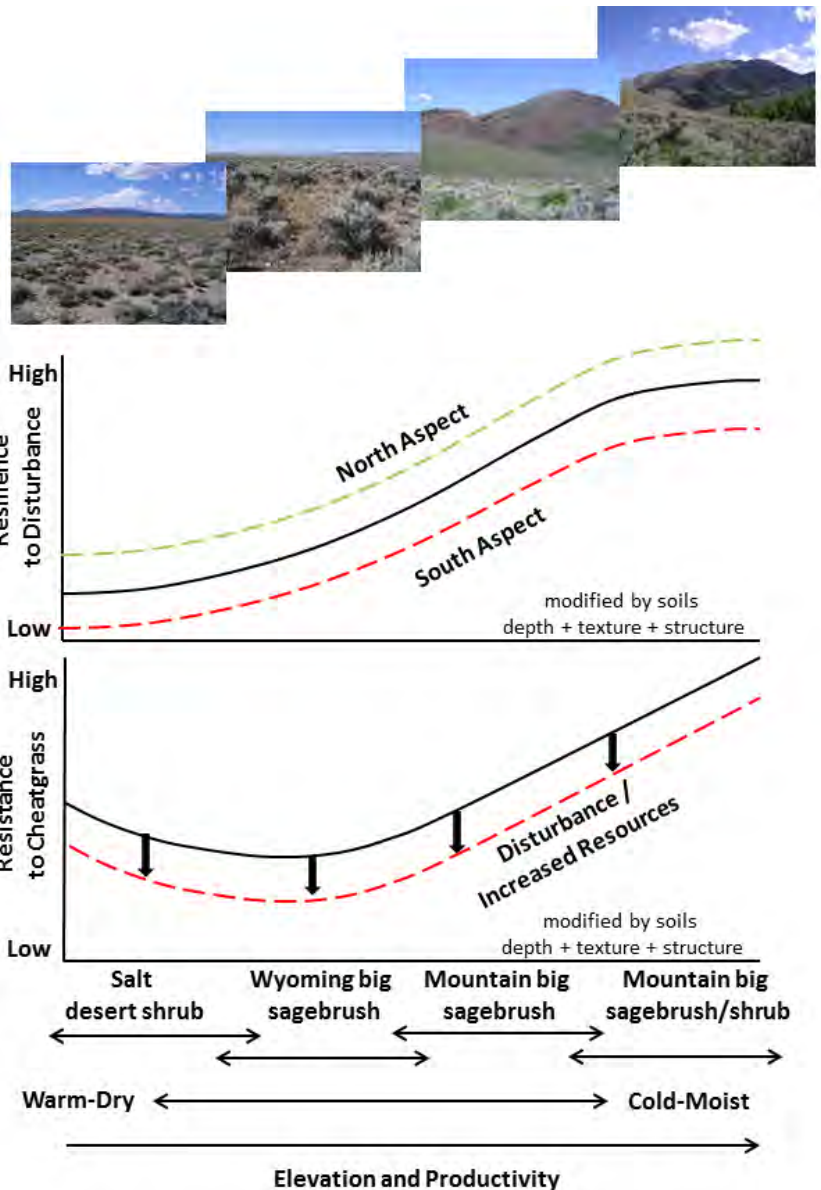 High
Resilience
to Disturbance
Low
North Aspect
South Aspect
modified by soils
depth + texture + structure
High
Resistance
to Cheatgrass
Low
Disturbance /
Increased Resources
modified by soils
depth + texture + structure
Salt
desert shrub
Wyoming big
sagebrush
Mountain big
sagebrush
Mountain big
sagebrush/shrub
Warm-Dry
Cold-Moist
Elevation and Productivity